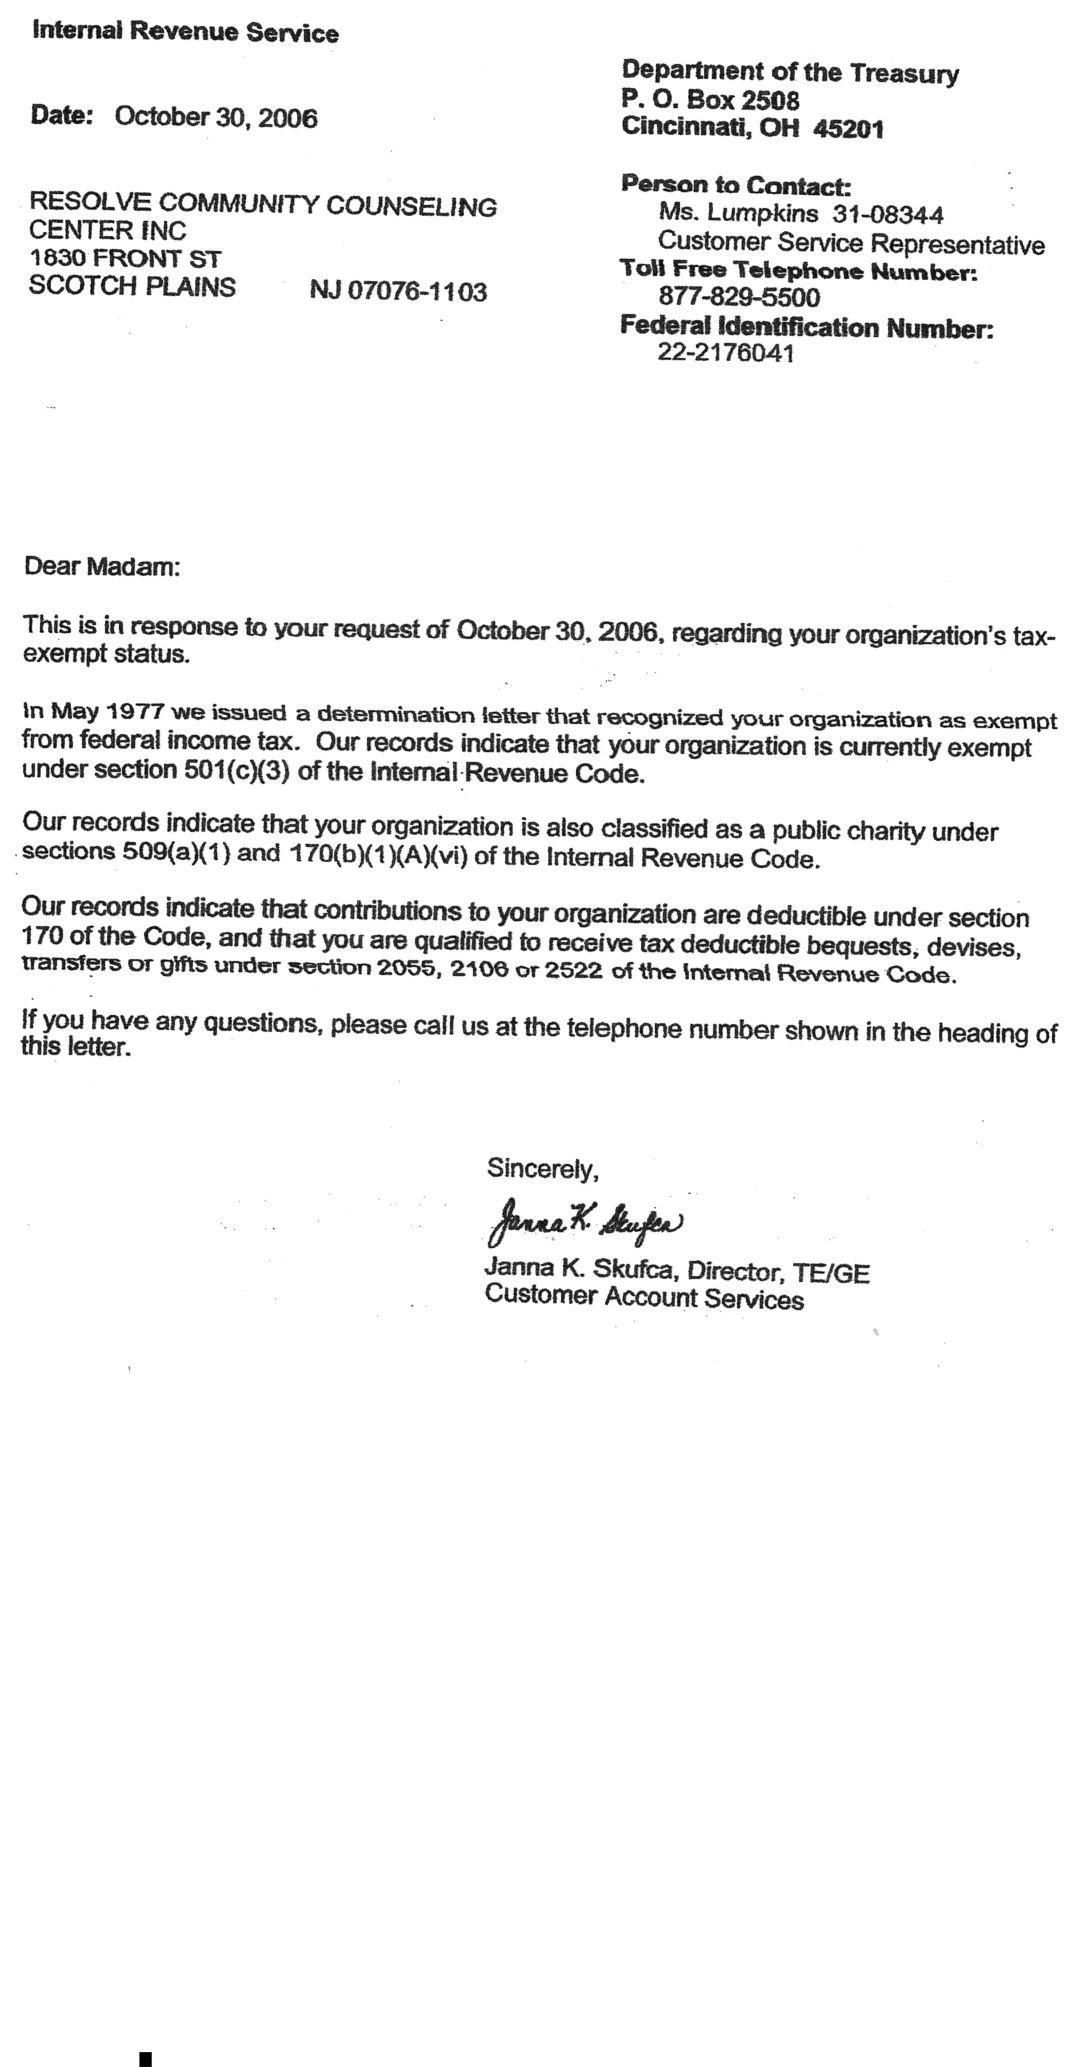 Internal Revenue Service
Department of the Treasury
P. O. Box 2508
Cincinnati, OH 45201
Date: October 30, 2006
Person to Contact:
Ms. Lumpkins 31-08344
Customer Service Representative
Toll Free Telephone Number:
877-829-5500
Federal Identification Number:
22-2176041
RESOLVE COMMUNITY COUNSELING
CENTER INC
1830 FRONT ST
SCOTCH PLAINS NJ 07076-1103
Dear Madam:
This is in response to your request of October 30, 2006, regarding your organization's tax-
exempt status.
In May 1977 we issued a determination letter that recognized your organization as exempt
from federal income tax. Our records indicate that your organization is currently exempt
under section 501(c)(3) of the Internal Revenue Code.
Our records indicate that your organization is also classified as a public charity under
sections 509(a)(1) and 170(b)(1)(A)(vi) of the Internal Revenue Code.
Our records indicate that contributions to your organization are deductible under section
170 of the Code, and that you are qualified to receive tax deductible bequests, devises,
transfers or gifts under section 2055, 2106 or 2522 of the Internal Revenue Code.
If you have any questions, please call us at the telephone number shown in the heading of
this letter.
Sincerely,
Janna K. Skufca
Janna K. Skufca, Director, TE/GE
Customer Account Services